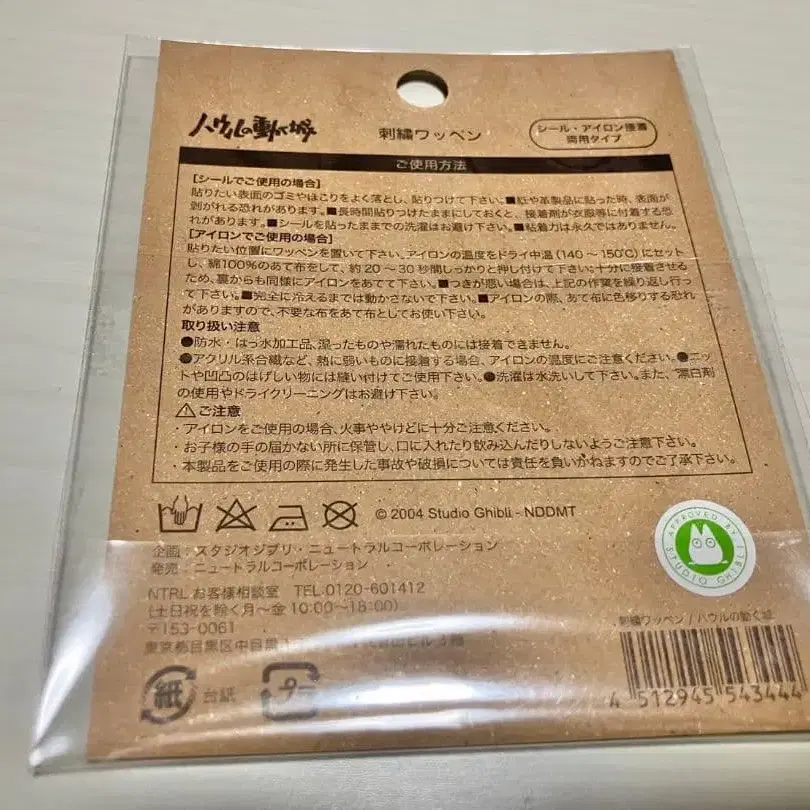 ハウルの動く城
刺繍ワッペン
シール・アイロン接着
両用タイプ
ご使用方法
[シールでご使用の場合]
貼りたい表面のゴミやほこりをよく落とし、貼りつけて下さい。■紙や革製品に貼った時、表面が
剥がれる恐れがあります。■長時間貼りつけたままにしておくと、接着剤が衣服等に付着する恐
れがあります。■シールを貼ったままでの洗濯はお避け下さい。■粘着力は永久ではありません。
[アイロンでご使用の場合]
貼りたい位置にワッペンを置いて下さい。アイロンの温度をドライ中温(140～150℃)にセット
し、綿100%のあて布をして、約20～30秒間しっかりと押し付けて下さい。十分に接着させる
ため、裏からも同様にアイロンをあてて下さい。■つきが悪い場合は、上記の作業を繰り返し行っ
て下さい。■完全に冷えるまでは動かさないで下さい。■アイロンの際、あて布に色移りする恐れ
がありますので、不要な布をあて布としてお使い下さい。
取り扱い注意
●防水・はっ水加工品、湿ったものや濡れたものには接着できません。
●アクリル系合繊など、熱に弱いものに接着する場合、アイロンの温度にご注意ください。●ニッ
トや凹凸のはげしい物には縫い付けてご使用下さい。●洗濯は水洗いして下さい。また、漂白剤
の使用やドライクリーニングはお避け下さい。
⚠ご注意
・アイロンをご使用の場合、火事ややけどに十分ご注意ください。
・お子様の手の届かない所に保管し、口に入れたり飲み込んだりしないようご注意下さい。
・本製品をご使用の際に発生した事故や破損については責任を負いかねますのでご了承下さい。
© 2004 Studio Ghibli - NDDMT
APPROVED BY
STUDIO GHIBLI
企画：スタジオジブリ・ニュートラルコーポレーション
発売：ニュートラルコーポレーション
NTRLお客様相談室 TEL:0120-601412
(土日祝を除く月～金 10:00～18:00)
〒153-0061
東京都目黒区中目黒
刺繍ワッペン / ハウルの動く城
4 512945 543444
紙
台紙
プラ